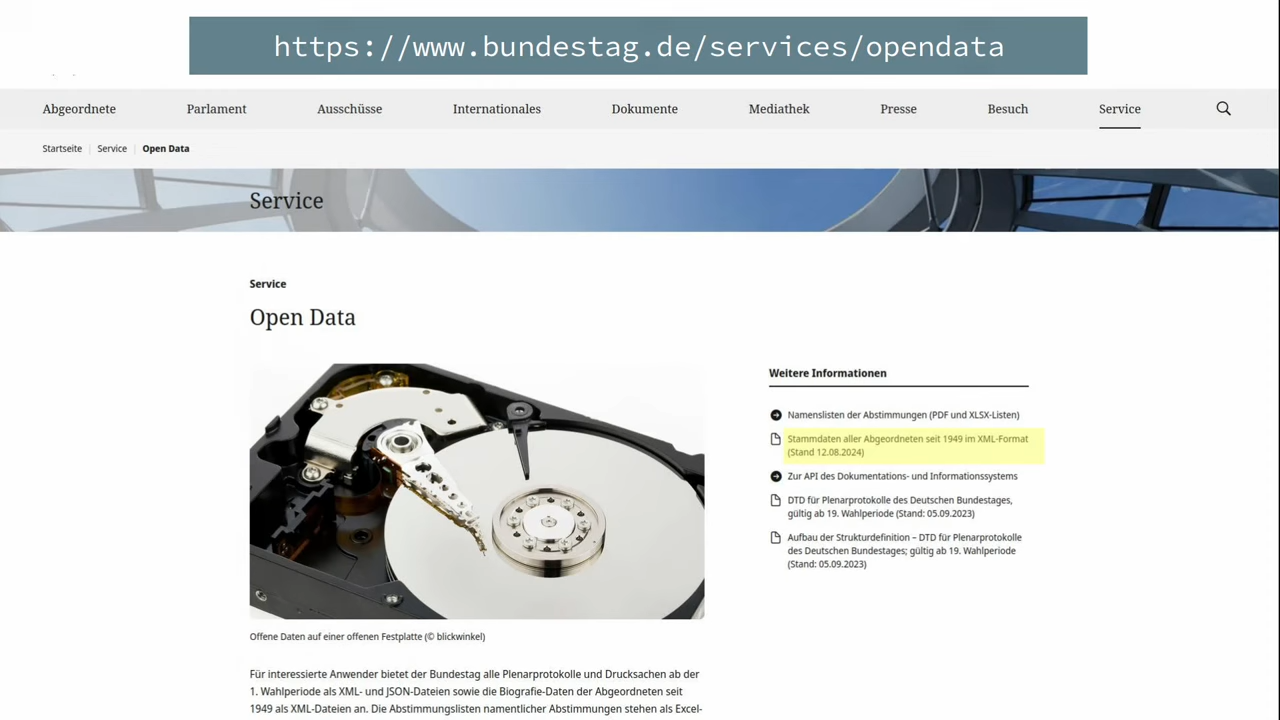 https://www.bundestag.de/services/opendata
Abgeordnete Parlament Ausschüsse Internationales Dokumente Mediathek Presse Besuch Service
Startseite Service Open Data
Service
Service
Open Data
Weitere Informationen
Namenslisten der Abstimmungen (PDF und XLSX-Listen)
Stammdaten aller Abgeordneten seit 1949 im XML-Format
(Stand 12.08.2024)
Zur API des Dokumentations- und Informationssystems
DTD für Plenarprotokolle des Deutschen Bundestages,
gültig ab 19. Wahlperiode (Stand: 05.09.2023)
Aufbau der Strukturdefinition – DTD für Plenarprotokolle
des Deutschen Bundestages; gültig ab 19. Wahlperiode
(Stand: 05.09.2023)
Offene Daten auf einer offenen Festplatte (© blickwinkel)
Für interessierte Anwender bietet der Bundestag alle Plenarprotokolle und Drucksachen ab der
1. Wahlperiode als XML- und JSON-Dateien sowie die Biografie-Daten der Abgeordneten seit
1949 als XML-Dateien an. Die Abstimmungslisten namentlicher Abstimmungen stehen als Excel-